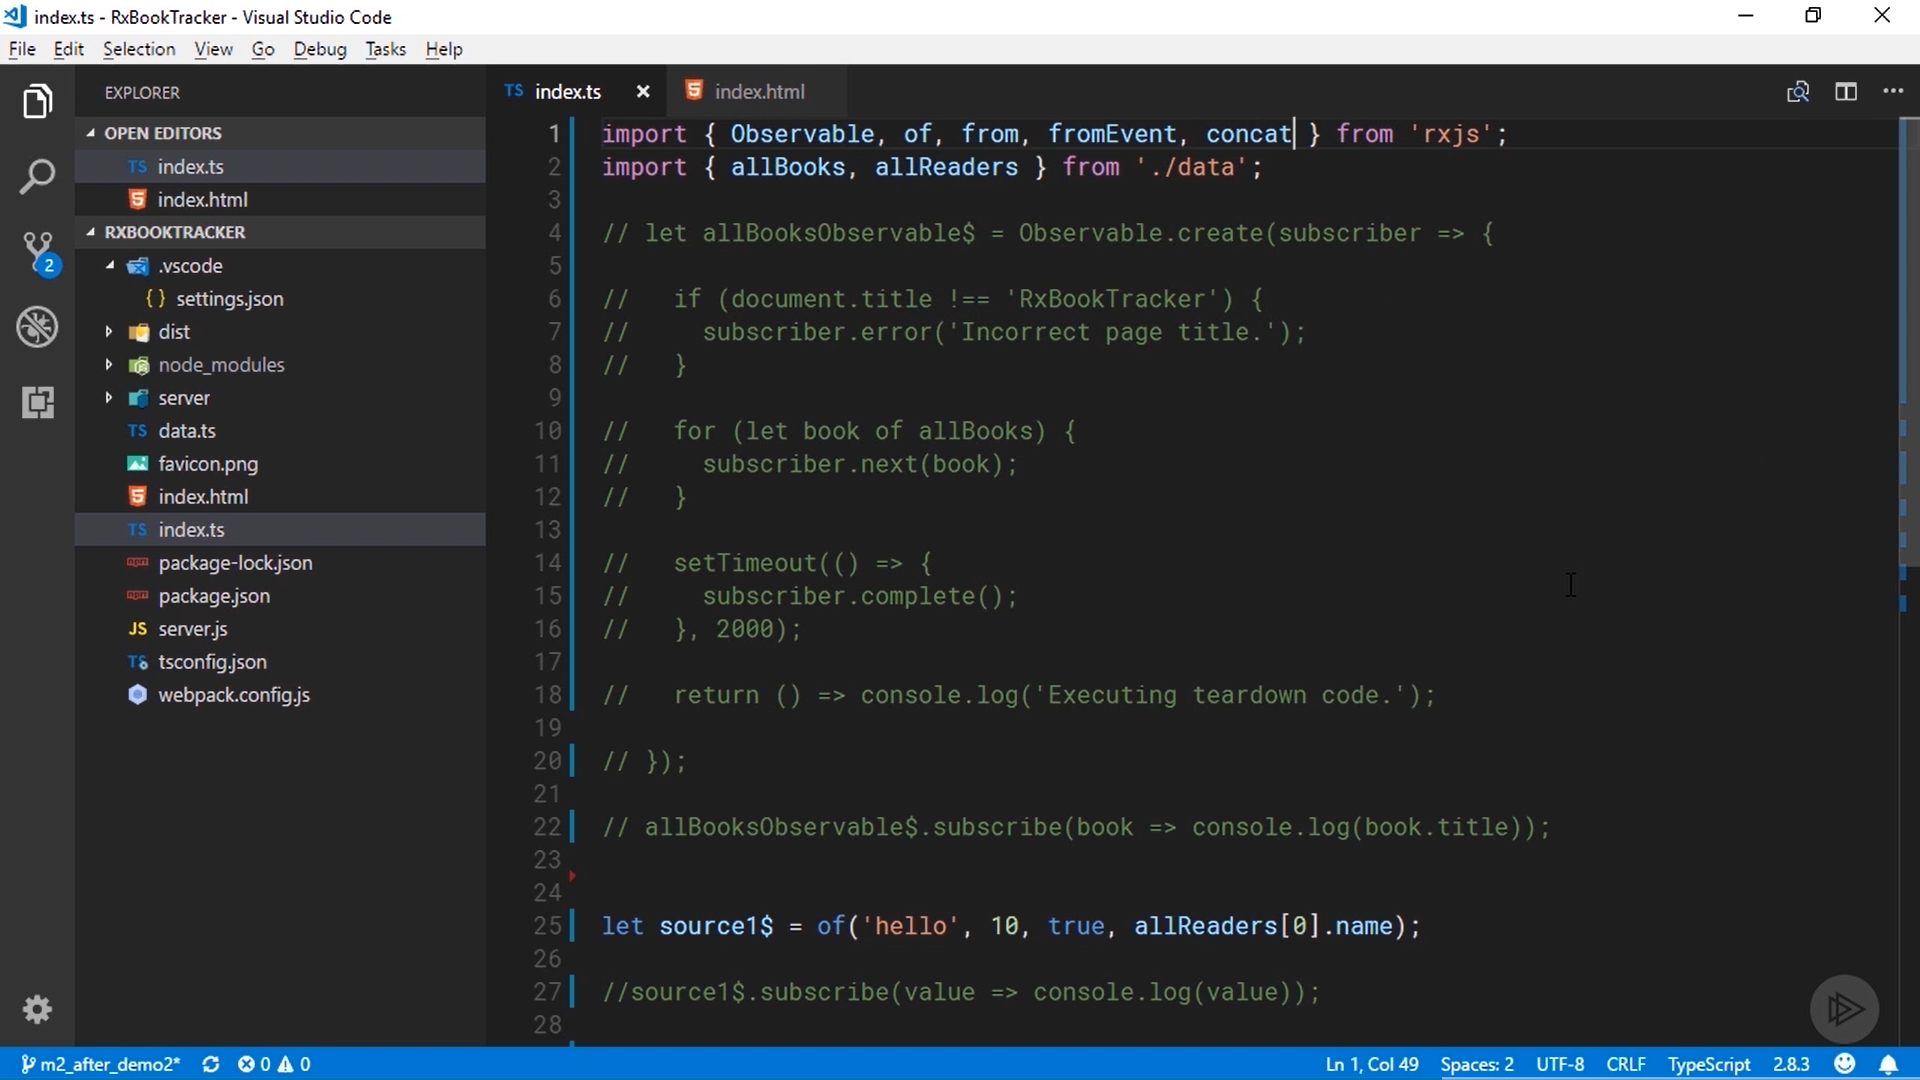 index.ts - RxBookTracker - Visual Studio Code
File Edit Selection View Go Debug Tasks Help
EXPLORER
OPEN EDITORS
TS index.ts
index.html
RXBOOKTRACKER
.vscode
{ } settings.json
dist
node_modules
server
TS data.ts
favicon.png
index.html
TS index.ts
package-lock.json
package.json
JS server.js
TS tsconfig.json
webpack.config.js
2
TS index.ts
index.html
1 import { Observable, of, from, fromEvent, concat } from 'rxjs';
2 import { allBooks, allReaders } from './data';
3
4 // let allBooksObservable$ = Observable.create(subscriber => {
5
6 //   if (document.title !== 'RxBookTracker') {
7 //     subscriber.error('Incorrect page title.');
8 //   }
9
10 //   for (let book of allBooks) {
11 //     subscriber.next(book);
12 //   }
13
14 //   setTimeout(() => {
15 //     subscriber.complete();
16 //   }, 2000);
17
18 //   return () => console.log('Executing teardown code.');
19
20 // });
21
22 // allBooksObservable$.subscribe(book => console.log(book.title));
23
24
25 let source1$ = of('hello', 10, true, allReaders[0].name);
26
27 //source1$.subscribe(value => console.log(value));
28
m2_after_demo2* 0 0 Ln 1, Col 49 Spaces: 2 UTF-8 CRLF TypeScript 2.8.3